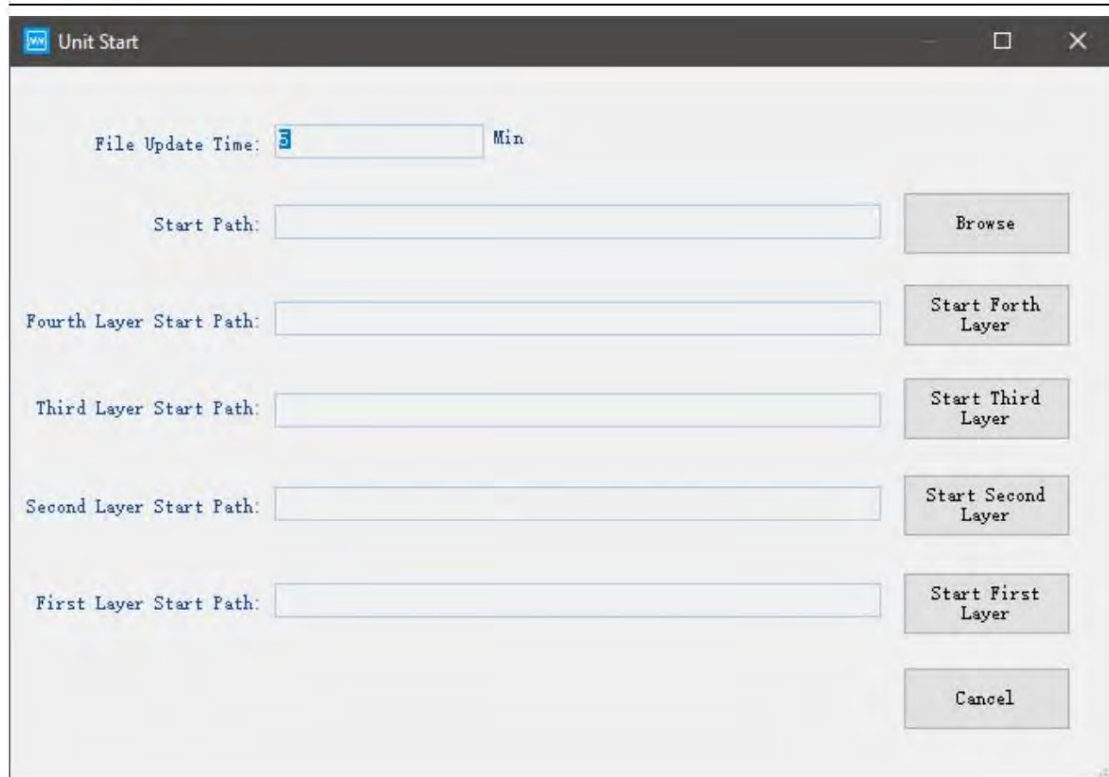 Unit Start
File Update Time: 5 Min
Start Path:
Browse
Fourth Layer Start Path:
Start Forth
Layer
Third Layer Start Path:
Start Third
Layer
Second Layer Start Path:
Start Second
Layer
First Layer Start Path:
Start First
Layer
Cancel